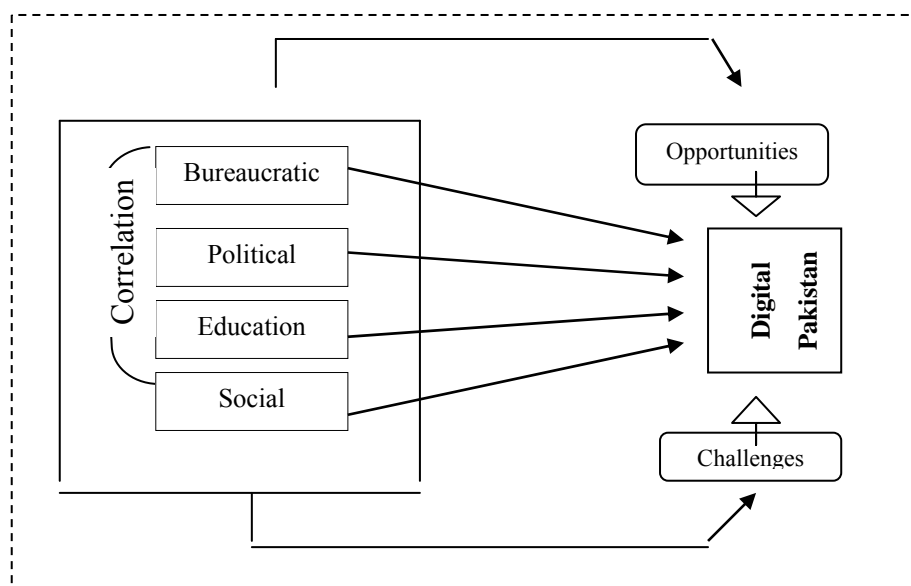 Correlation
Bureaucratic
Political
Education
Social
Opportunities
Digital
Pakistan
Challenges